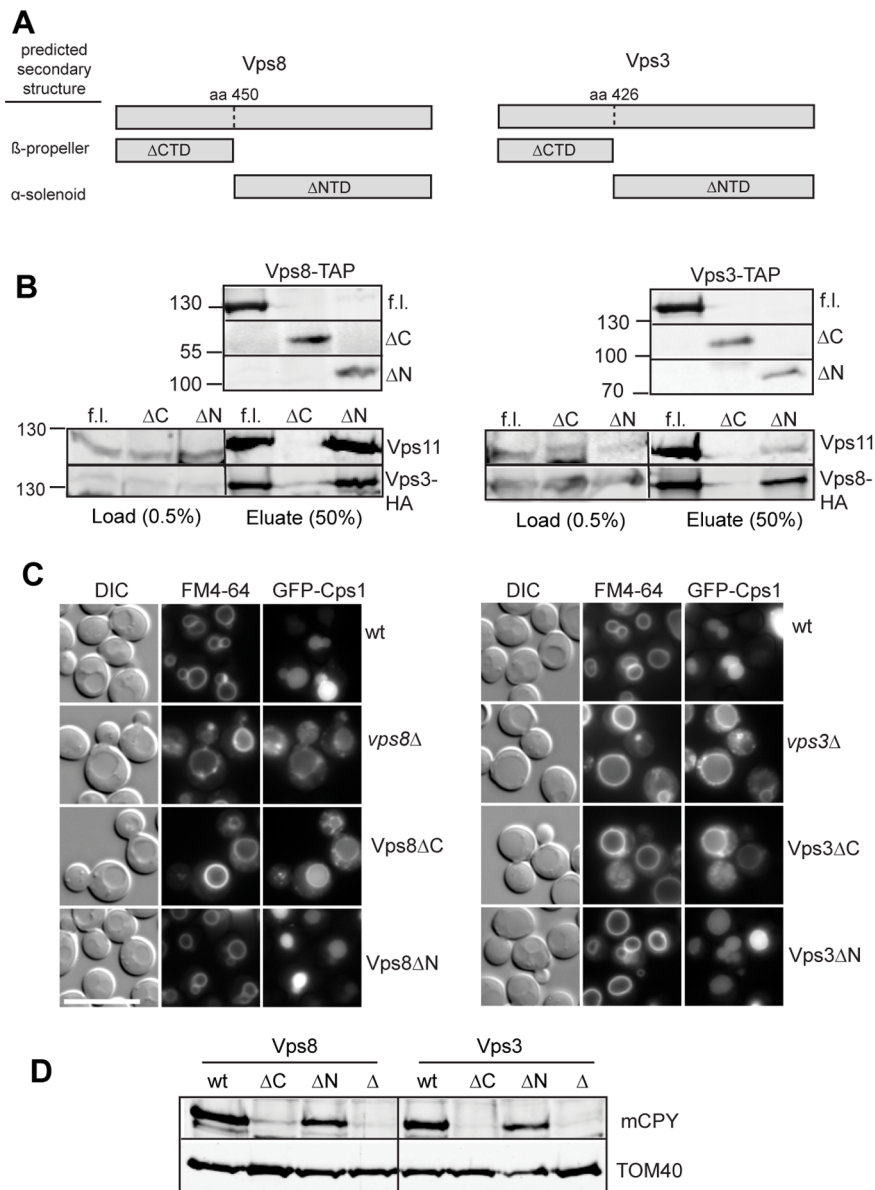 A
predicted
secondary
structure
Vps8
Vps3
aa 450
aa 426
ß-propeller
ΔCTD
ΔCTD
α-solenoid
ΔNTD
ΔNTD
B
Vps8-TAP
Vps3-TAP
130
f.l.
f.l.
130
55
ΔC
ΔC
100
100
ΔN
ΔN
70
f.l. ΔC ΔN f.l. ΔC ΔN
f.l. ΔC ΔN f.l. ΔC ΔN
130
Vps11
Vps11
130
Vps3-
HA
Vps8-
HA
Load (0.5%) Eluate (50%)
Load (0.5%) Eluate (50%)
C
DIC FM4-64 GFP-Cps1
DIC FM4-64 GFP-Cps1
wt
wt
vps8Δ
vps3Δ
Vps8ΔC
Vps3ΔC
Vps8ΔN
Vps3ΔN
D
Vps8 Vps3
wt ΔC ΔN Δ wt ΔC ΔN Δ
mCPY
TOM40